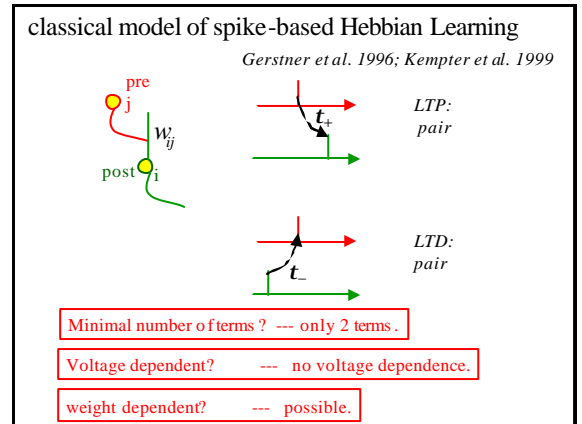 classical model of spike-based Hebbian Learning
Gerstner et al. 1996; Kempter et al. 1999
pre
j
w_ij
post i
t+
LTP:
pair
t−
LTD:
pair
Minimal number of terms ? --- only 2 terms.
Voltage dependent? --- no voltage dependence.
weight dependent? --- possible.